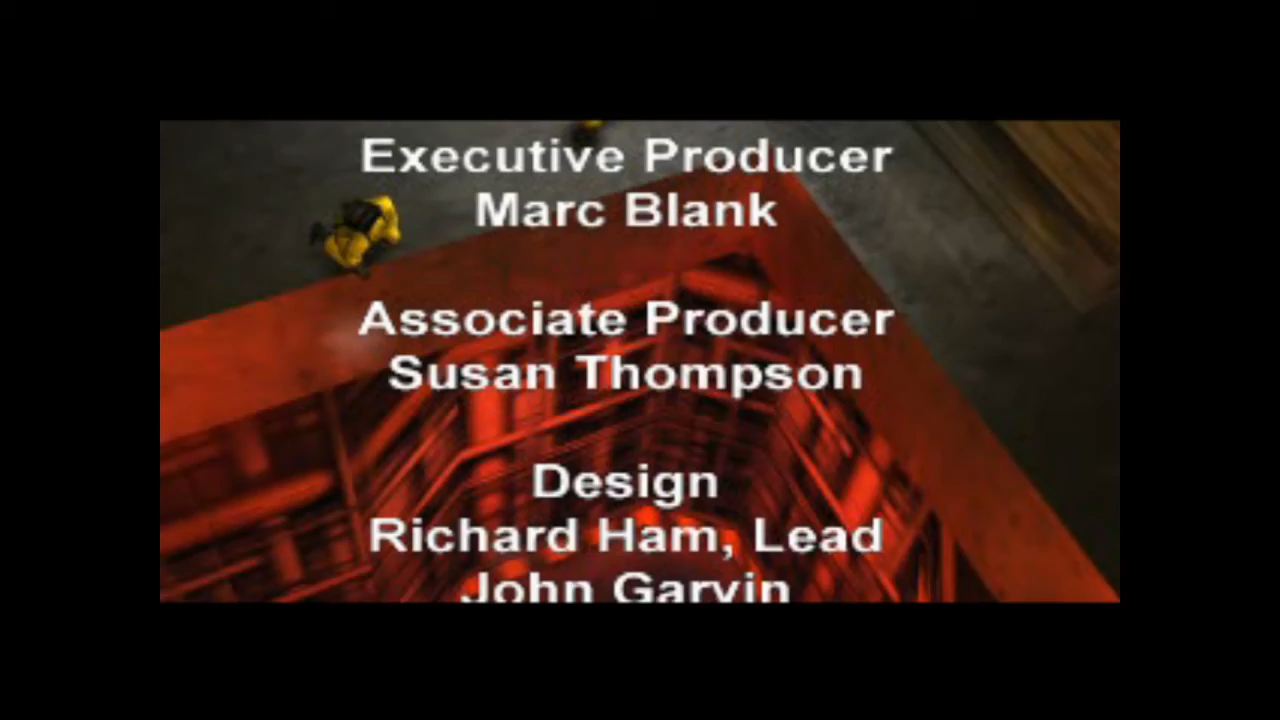 Executive Producer
Marc Blank
Associate Producer
Susan Thompson
Design
Richard Ham, Lead
John Garvin